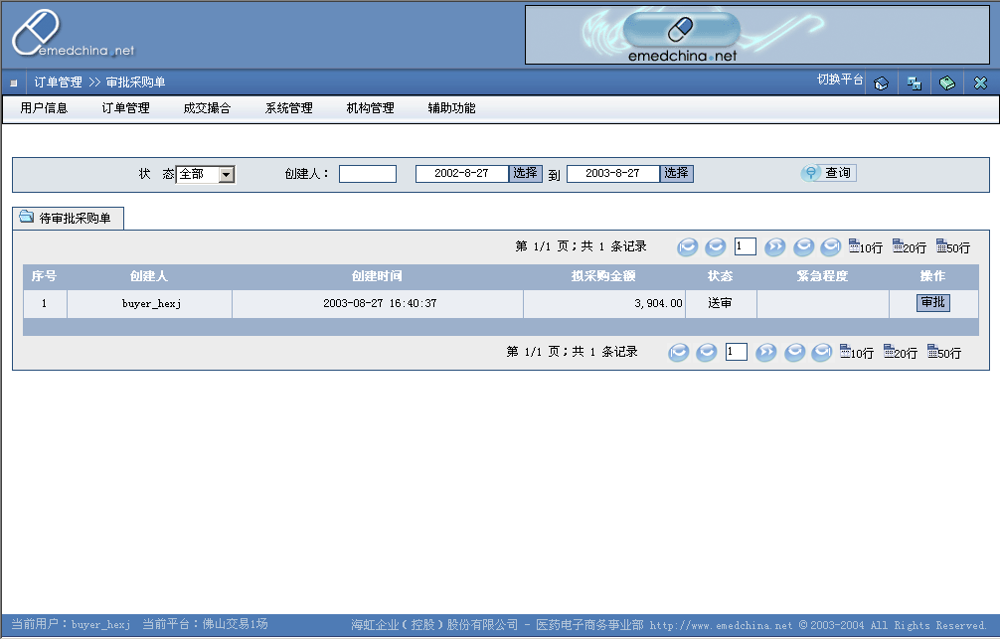 emedchina.net
emedchina.net
订单管理 >> 审批采购单 切换平台
用户信息 订单管理 成交撮合 系统管理 机构管理 辅助功能
状 态 全部 创建人: 2002-8-27 选择 到 2003-8-27 选择 查询
待审批采购单
第 1/1 页;共 1 条记录 1 10行 20行 50行
序号 创建人 创建时间 拟采购金额 状态 紧急程度 操作
1 buyer_hexj 2003-08-27 16:40:37 3,904.00 送审 审批
第 1/1 页;共 1 条记录 1 10行 20行 50行
当前用户:buyer_hexj 当前平台:佛山交易1场 海虹企业(控股)股份有限公司 - 医药电子商务事业部 http://www.emedchina.net ©2003-2004 All Rights Reserved.